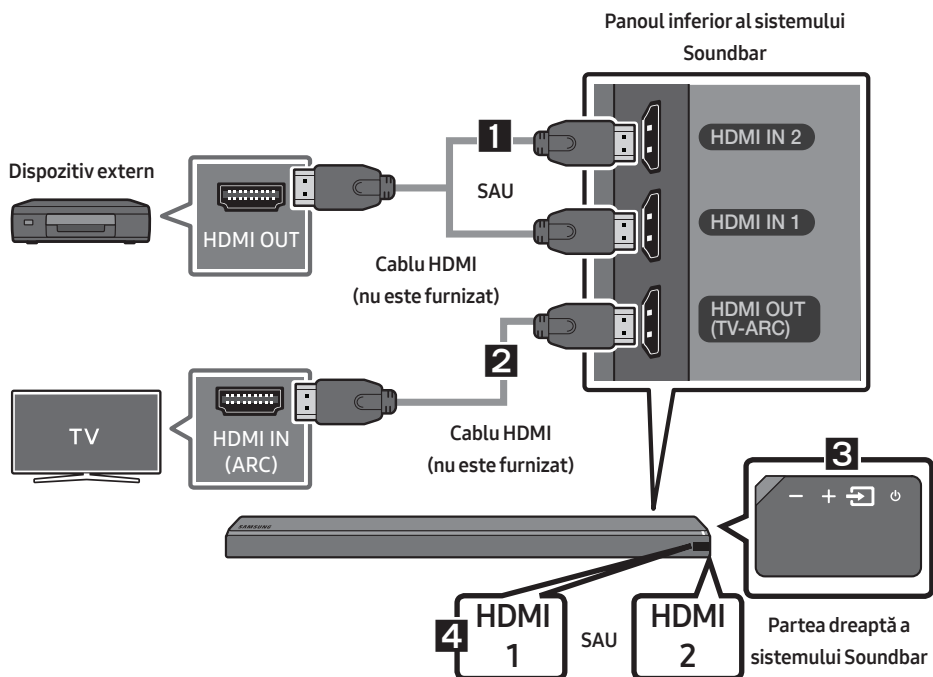 Panoul inferior al sistemului
Soundbar
1
HDMI IN 2
Dispozitiv extern
SAU
HDMI OUT
HDMI IN 1
Cablu HDMI
(nu este furnizat)
HDMI OUT
(TV-ARC)
2
TV
HDMI IN
(ARC)
Cablu HDMI
(nu este furnizat)
3
SAMSUNG
4
HDMI
1
SAU
HDMI
2
Partea dreaptă a
sistemului Soundbar